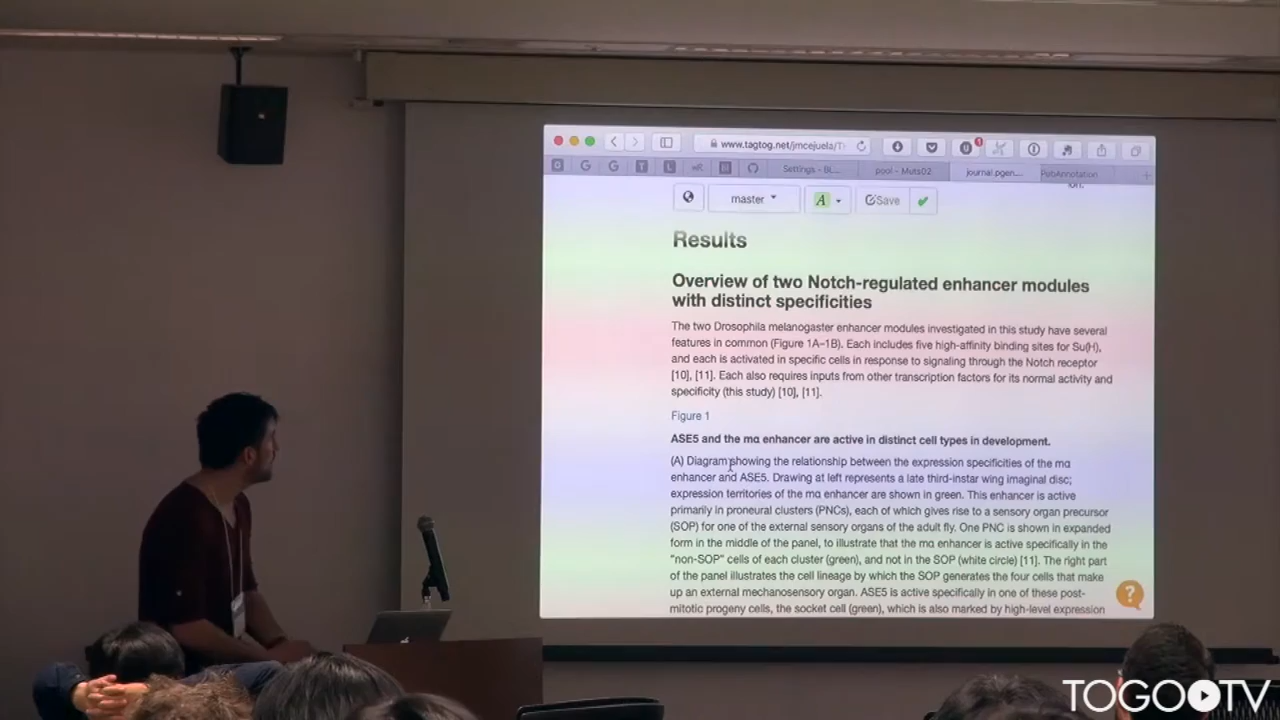 www.tagtog.net/jmcejuela/T
Settings - BL...
pool - Muts02
journal pgen....
PubAnnotation
master
A
Save
Results
Overview of two Notch-regulated enhancer modules
with distinct specificities
The two Drosophila melanogaster enhancer modules investigated in this study have several
features in common (Figure 1A–1B). Each includes five high-affinity binding sites for Su(H),
and each is activated in specific cells in response to signaling through the Notch receptor
[10], [11]. Each also requires inputs from other transcription factors for its normal activity and
specificity (this study) [10], [11].
Figure 1
ASE5 and the mα enhancer are active in distinct cell types in development.
(A) Diagram showing the relationship between the expression specificities of the mα
enhancer and ASE5. Drawing at left represents a late third-instar wing imaginal disc;
expression territories of the mα enhancer are shown in green. This enhancer is active
primarily in proneural clusters (PNCs), each of which gives rise to a sensory organ precursor
(SOP) for one of the external sensory organs of the adult fly. One PNC is shown in expanded
form in the middle of the panel, to illustrate that the mα enhancer is active specifically in the
"non-SOP" cells of each cluster (green), and not in the SOP (white circle) [11]. The right part
of the panel illustrates the cell lineage by which the SOP generates the four cells that make
up an external mechanosensory organ. ASE5 is active specifically in one of these post-
mitotic progeny cells, the socket cell (green), which is also marked by high-level expression
?
TOGO TV